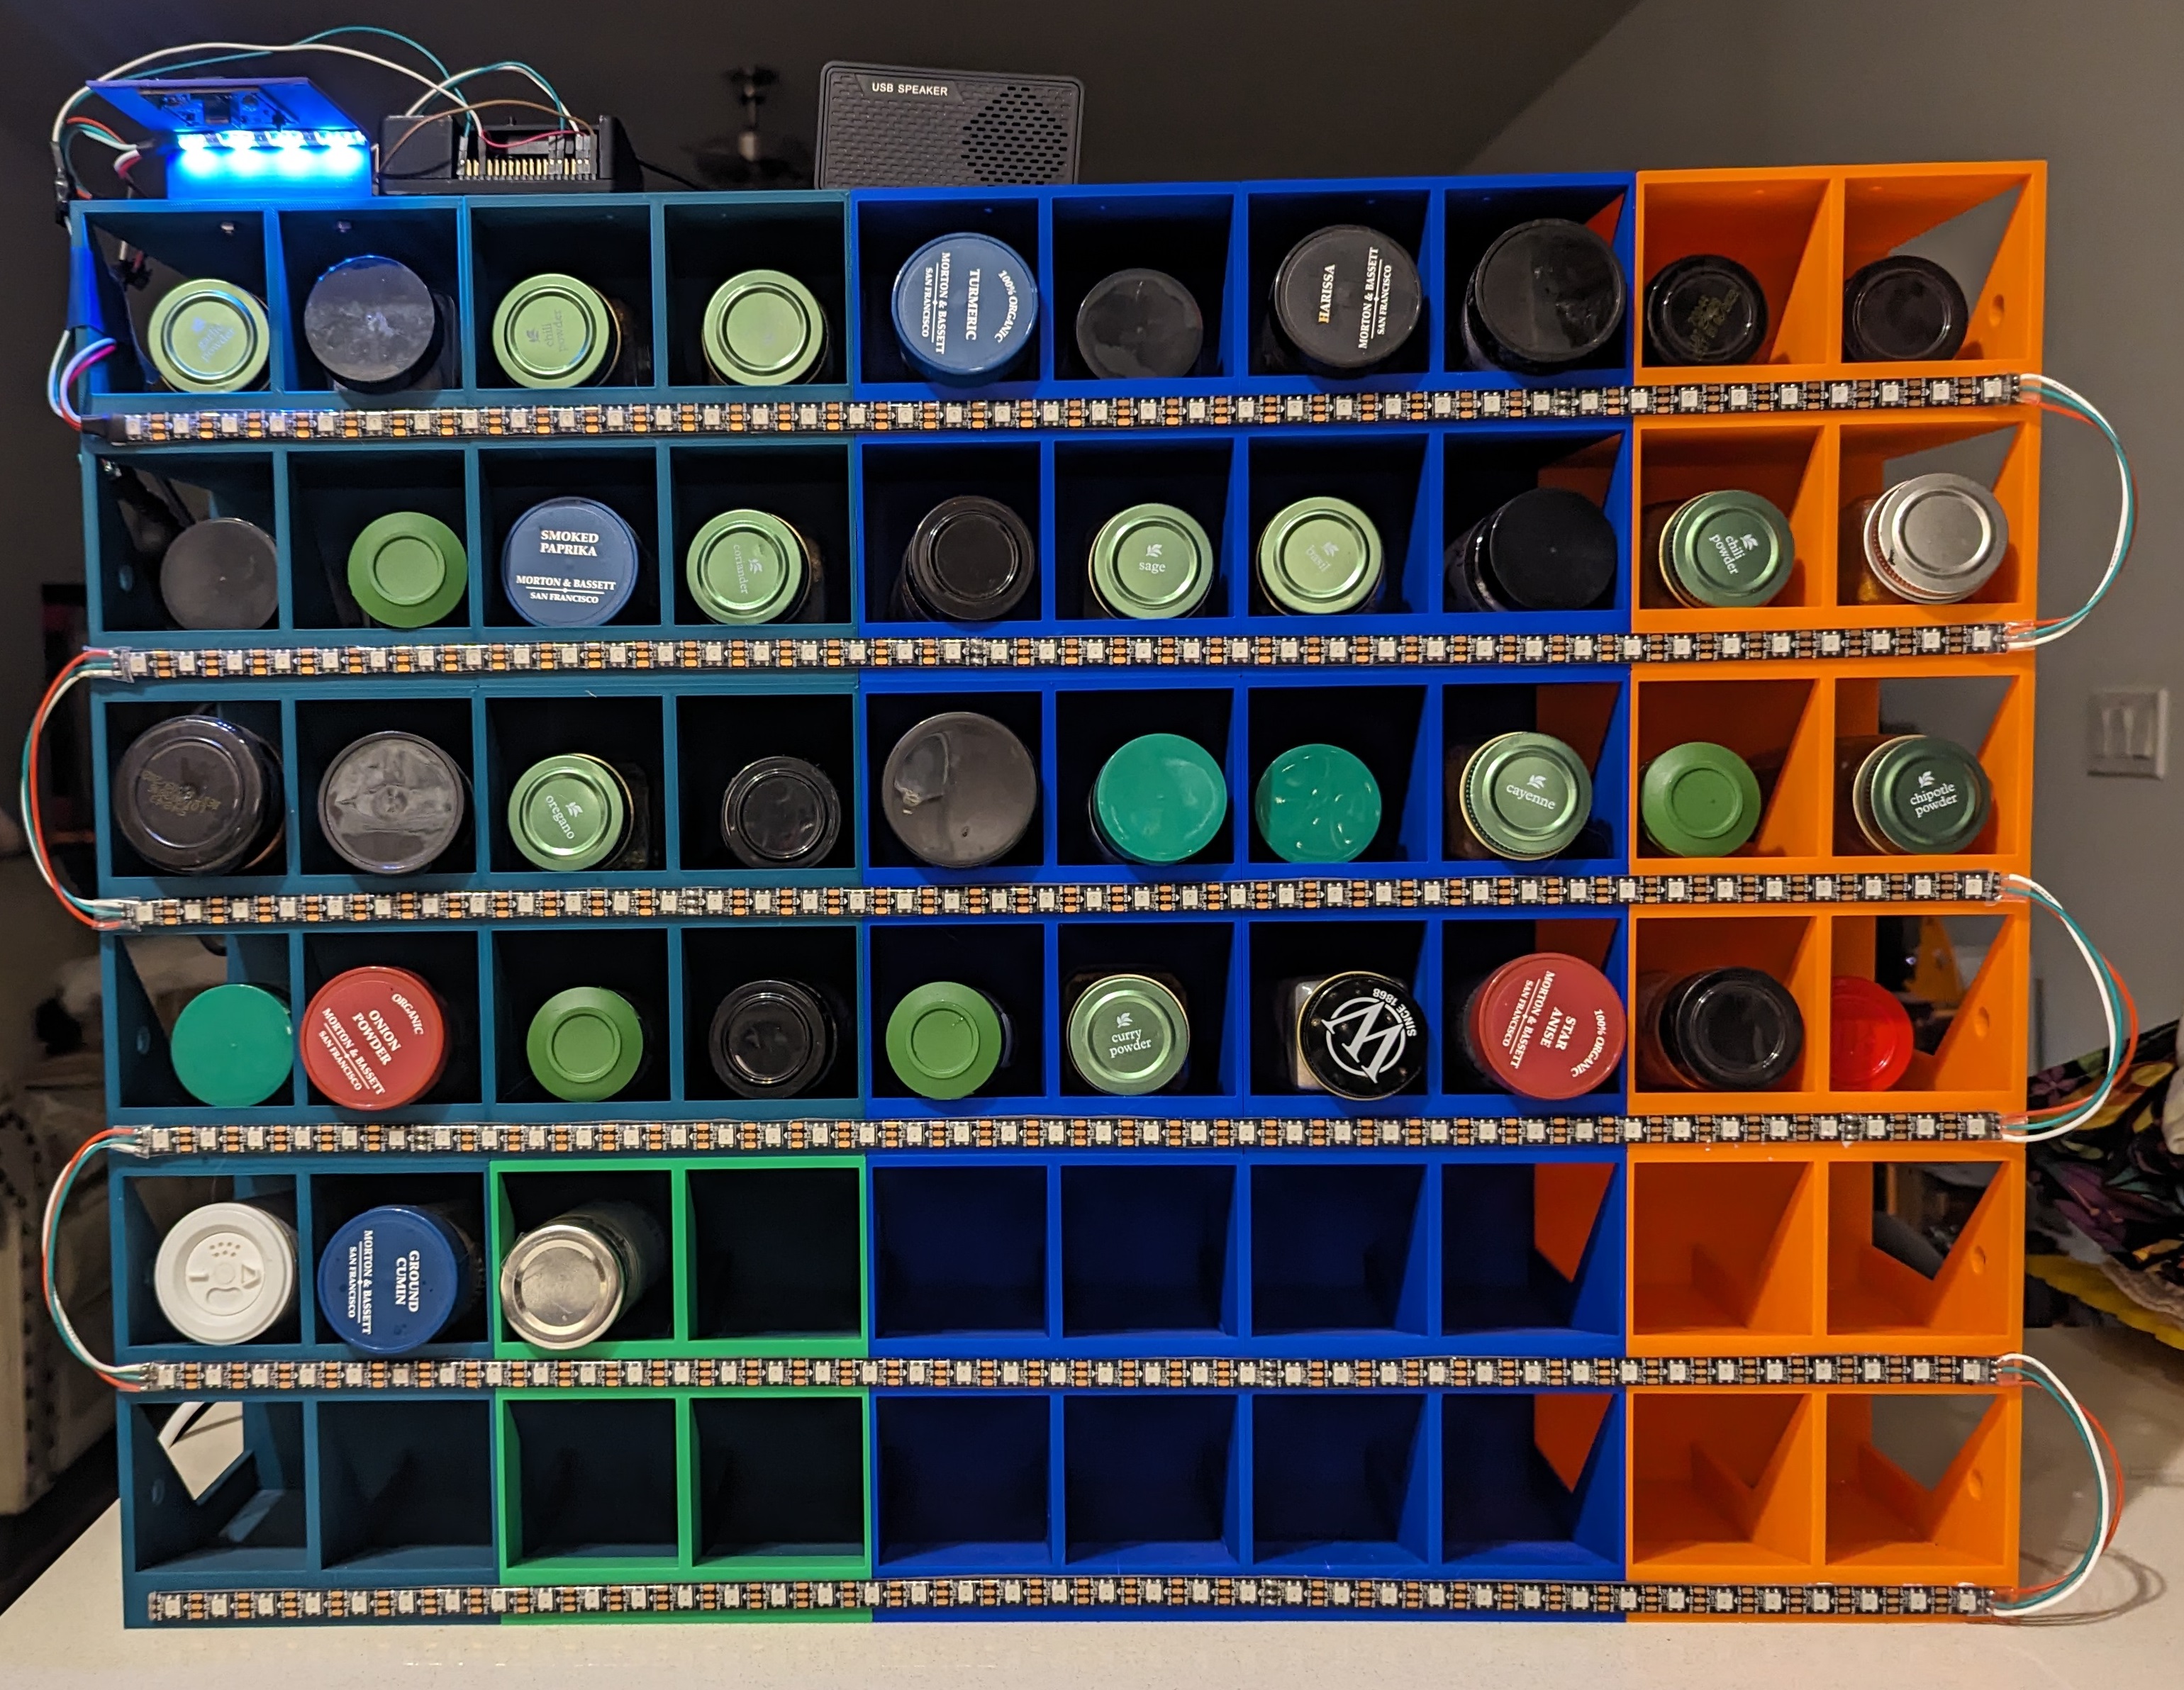 USB SPEAKER
chili
powder
100% ORGANIC
TURMERIC
MORTON & BASSETT
SAN FRANCISCO
HARISSA
MORTON & BASSETT
SAN FRANCISCO
SMOKED
PAPRIKA
MORTON & BASSETT
SAN FRANCISCO
coriander
sage
basil
chili
powder
oregano
cayenne
chipotle
powder
ORGANIC
ONION
POWDER
MORTON & BASSETT
SAN FRANCISCO
curry
powder
SINCE 1868
W
100% ORGANIC
STAR
ANISE
MORTON & BASSETT
SAN FRANCISCO
GROUND
CUMIN
MORTON & BASSETT
SAN FRANCISCO